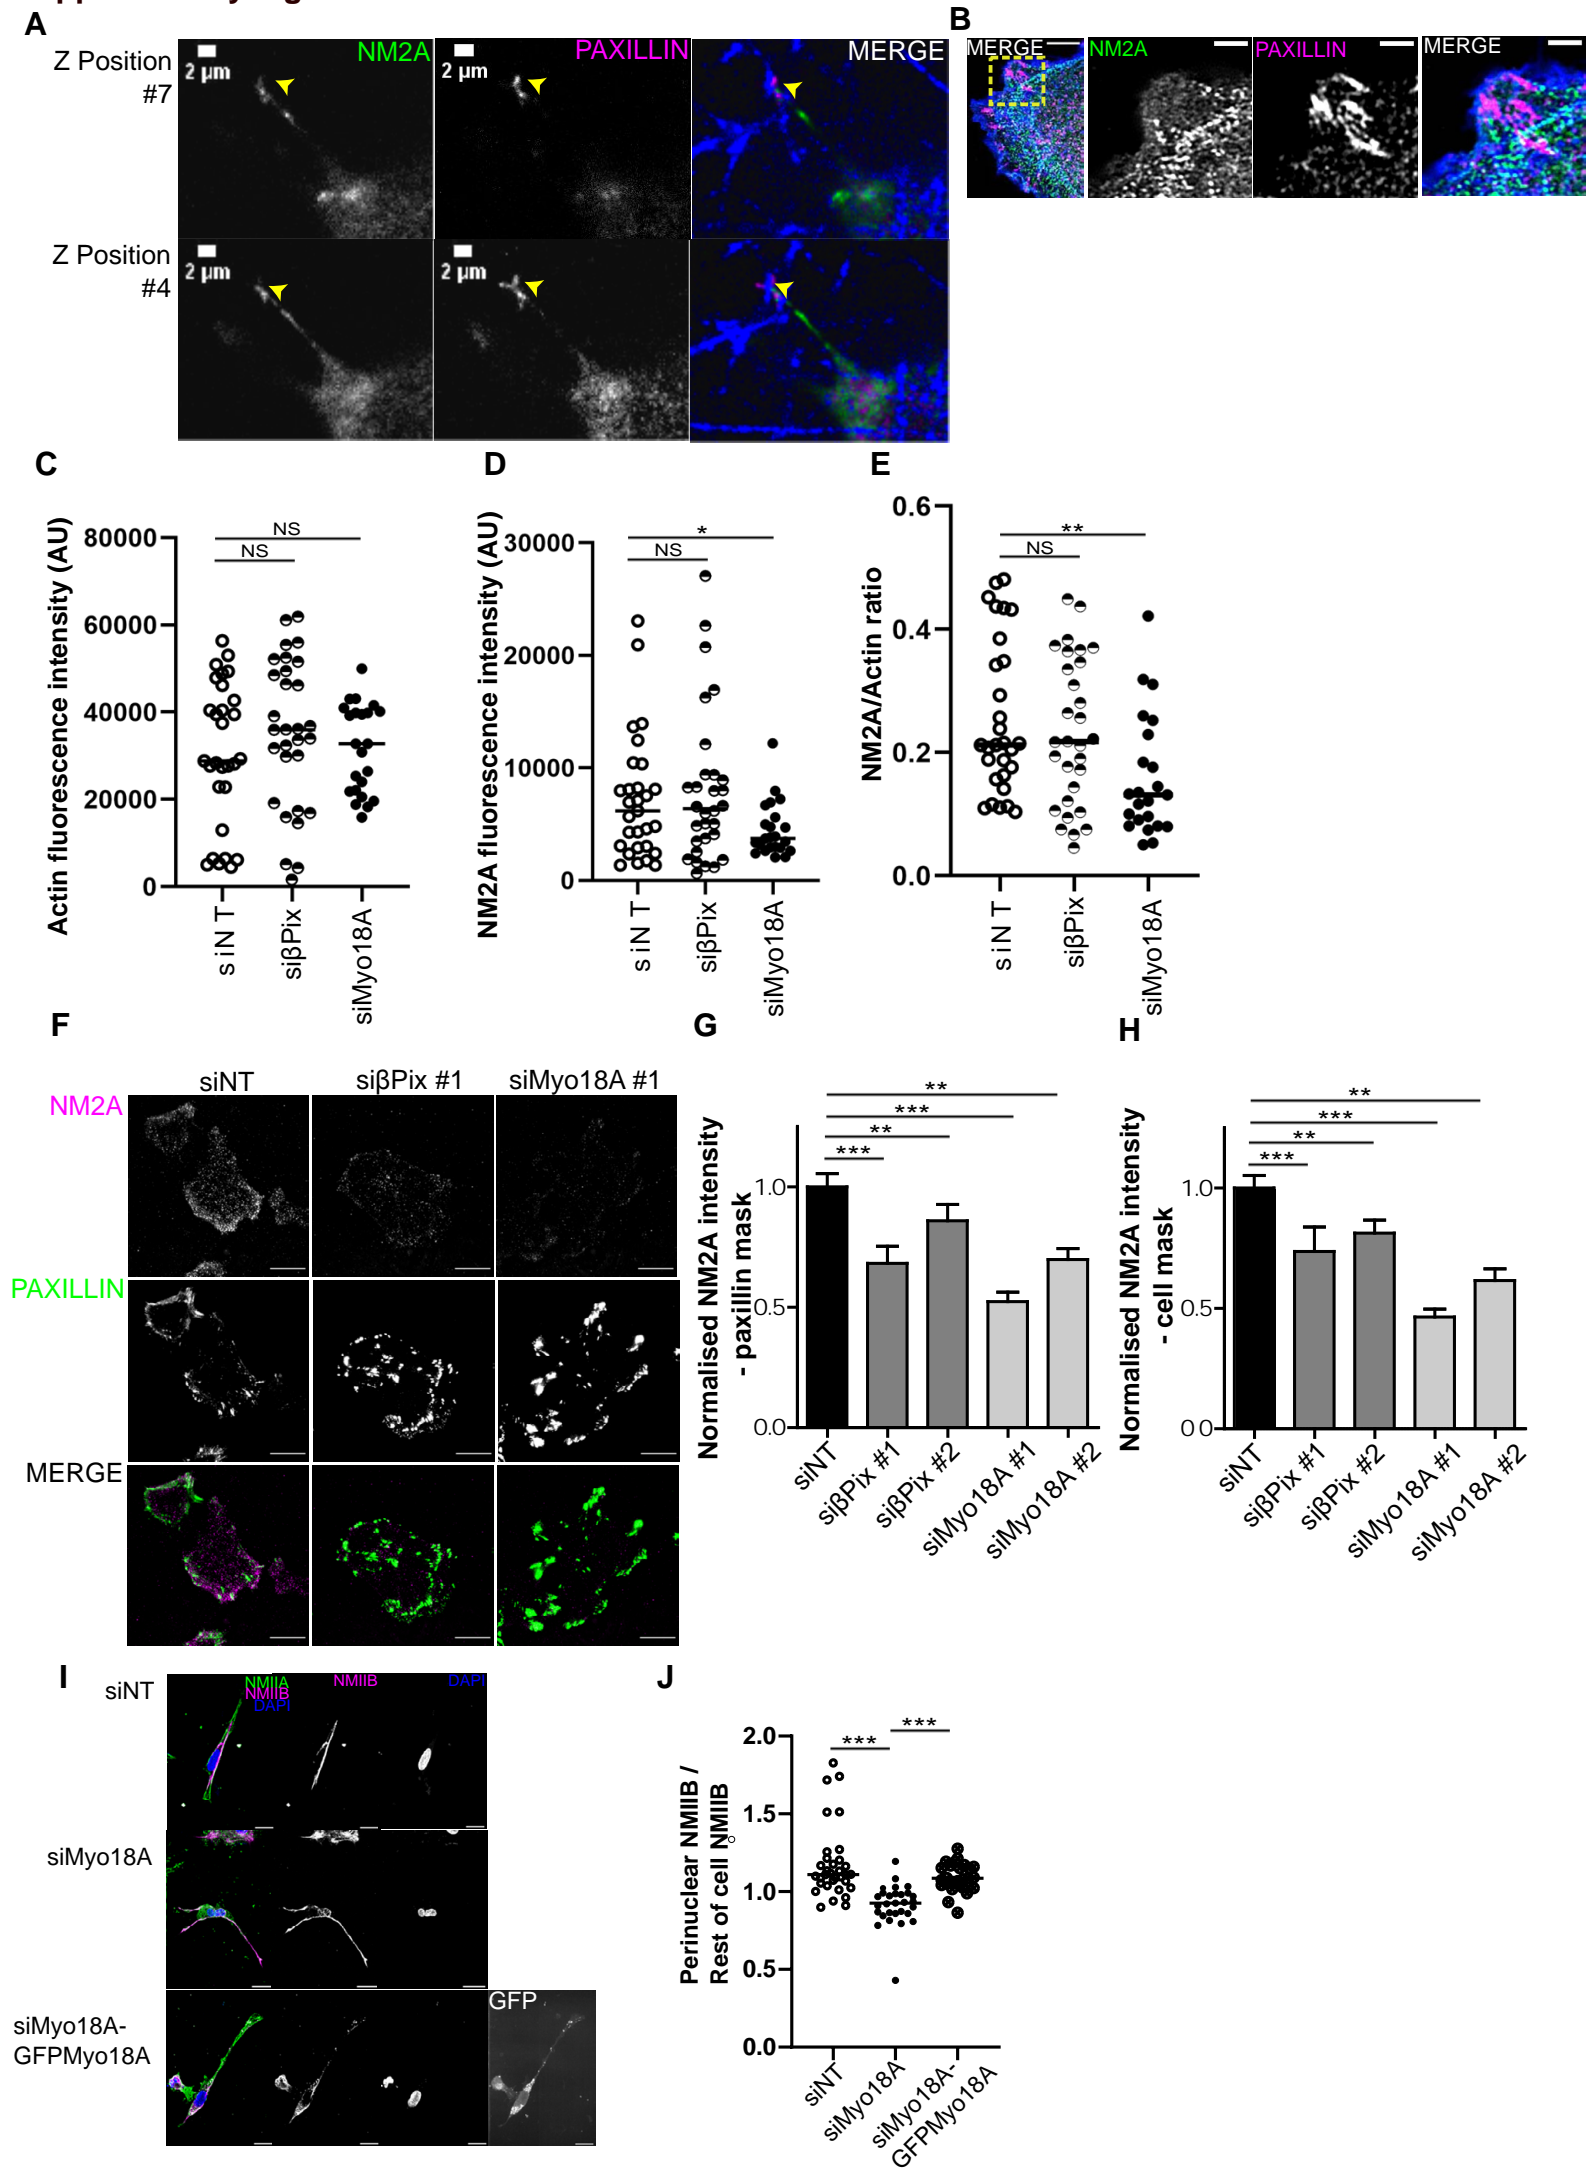 A
Z Position
#7
2 µm
NM2A
2 µm
PAXILLIN
MERGE
Z Position
#4
2 µm
2 µm
B
MERGE
NM2A
PAXILLIN
MERGE
C
Actin fluorescence intensity (AU)
80000
60000
40000
20000
0
NS
NS
siNT
siβPix
siMyo18A
D
NM2A fluorescence intensity (AU)
30000
20000
10000
0
*
NS
siNT
siβPix
siMyo18A
E
NM2A/Actin ratio
0.6
0.4
0.2
0.0
**
NS
siNT
siβPix
siMyo18A
F
siNT
siβPix #1
siMyo18A #1
NM2A
PAXILLIN
MERGE
G
Normalised NM2A intensity
- paxillin mask
1.0
0.5
0.0
**
***
**
***
siNT
siβPix #1
siβPix #2
siMyo18A #1
siMyo18A #2
H
Normalised NM2A intensity
- cell mask
1.0
0.5
0.0
**
***
**
***
siNT
siβPix #1
siβPix #2
siMyo18A #1
siMyo18A #2
I
siNT
NMIIA
NMIIB
DAPI
NMIIB
DAPI
siMyo18A
siMyo18A-
GFPMyo18A
GFP
J
Perinuclear NMIIB /
Rest of cell NMIIB
2.0
1.5
1.0
0.5
0.0
***
***
siNT
siMyo18A
siMyo18A-
GFPMyo18A